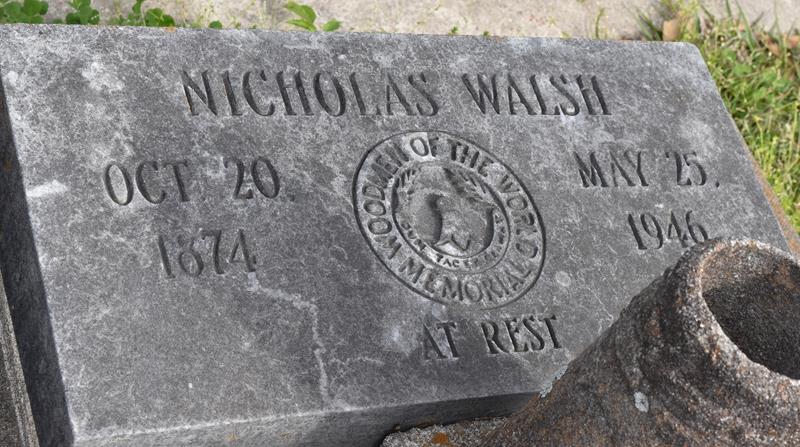 NICHOLAS WALSH
OCT 20.
1874
WOODMEN OF THE WORLD
MEMORIAL
MAY 25.
1946
AT REST